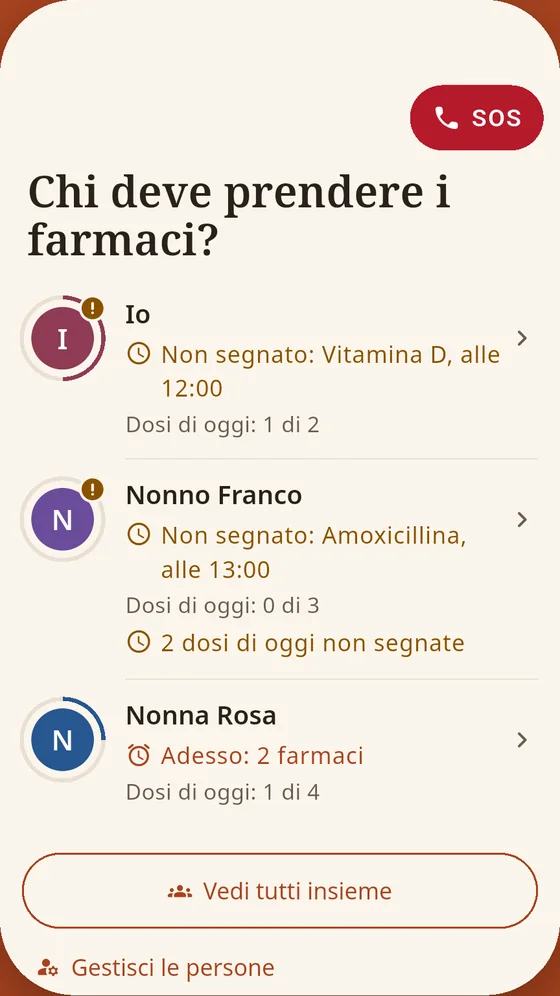 SOS
Chi deve prendere i
farmaci?
I
Io
Non segnato: Vitamina D, alle
12:00
Dosi di oggi: 1 di 2
N
Nonno Franco
Non segnato: Amoxicillina,
alle 13:00
Dosi di oggi: 0 di 3
2 dosi di oggi non segnate
N
Nonna Rosa
Adesso: 2 farmaci
Dosi di oggi: 1 di 4
Vedi tutti insieme
Gestisci le persone